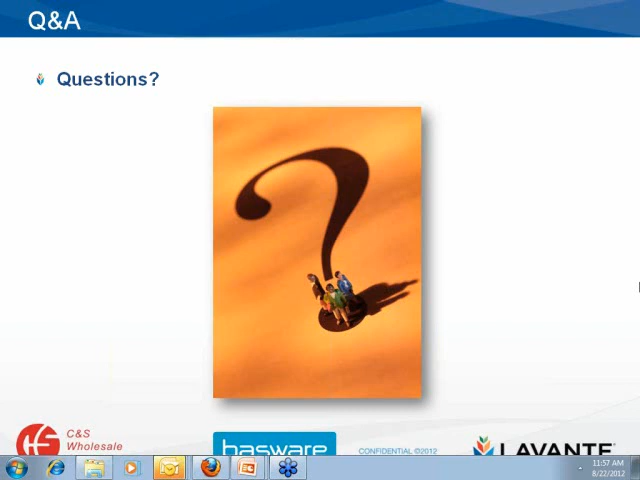 Q&A
Questions?
C&S
Wholesale
basware
CONFIDENTIAL ©2012
LAVANTE
11:57 AM
8/22/2012